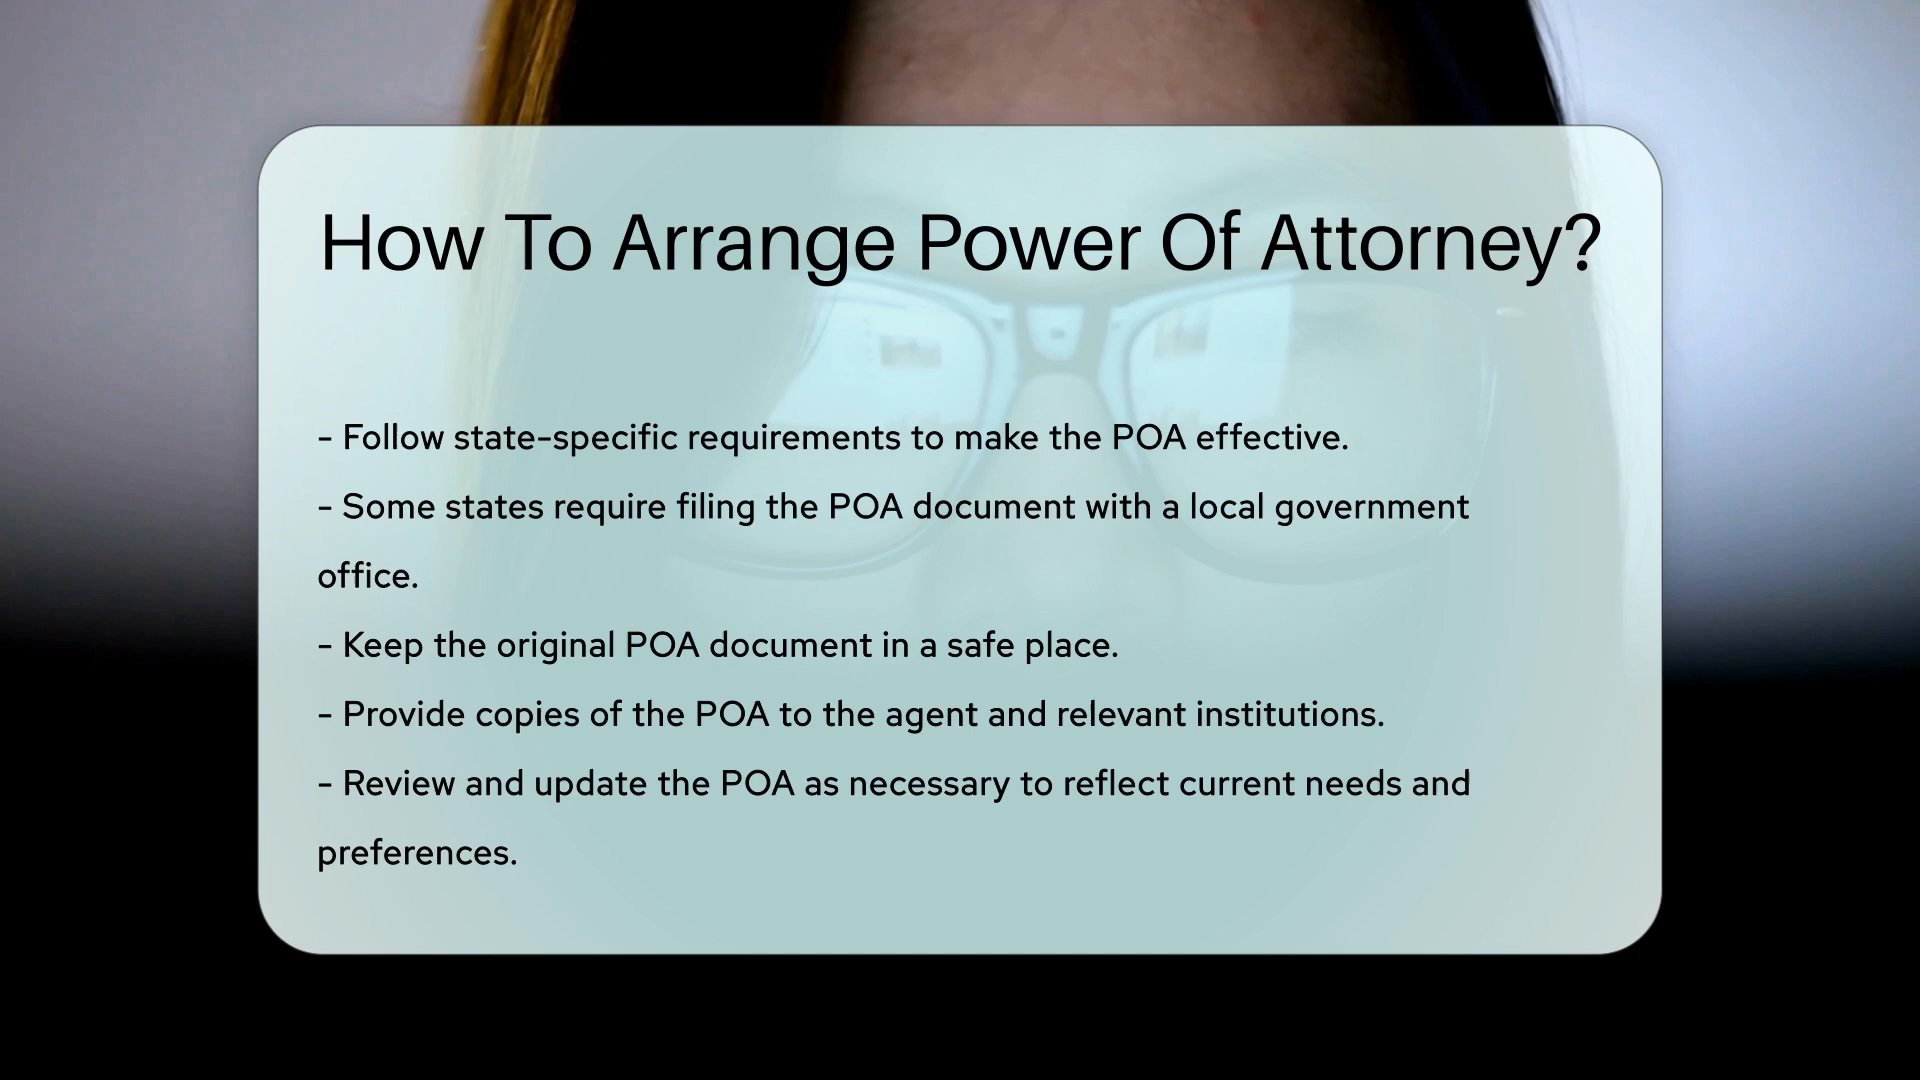 How To Arrange Power Of Attorney?
- Follow state-specific requirements to make the POA effective.
- Some states require filing the POA document with a local government
office.
- Keep the original POA document in a safe place.
- Provide copies of the POA to the agent and relevant institutions.
- Review and update the POA as necessary to reflect current needs and
preferences.